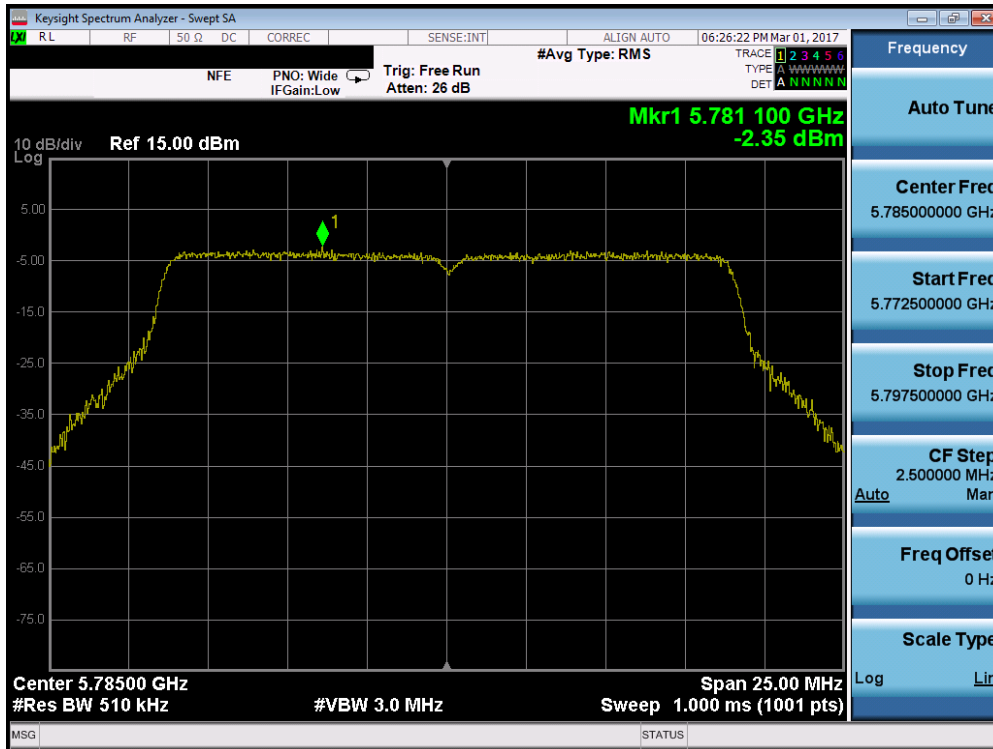 Keysight Spectrum Analyzer - Swept SA
LXI RL RF 50 Ω DC CORREC SENSE:INT ALIGN AUTO 06:26:22 PM Mar 01, 2017
NFE PNO: Wide IFGain:Low Trig: Free Run Atten: 26 dB #Avg Type: RMS
TRACE 1 2 3 4 5 6
TYPE A WWWWW
DET A N N N N N
Mkr1 5.781 100 GHz
-2.35 dBm
10 dB/div Ref 15.00 dBm
Log
1
5.00
-5.00
-15.0
-25.0
-35.0
-45.0
-55.0
-65.0
-75.0
Center 5.78500 GHz Span 25.00 MHz
#Res BW 510 kHz #VBW 3.0 MHz Sweep 1.000 ms (1001 pts)
MSG STATUS
Frequency
Auto Tune
Center Freq
5.785000000 GHz
Start Freq
5.772500000 GHz
Stop Freq
5.797500000 GHz
CF Step
2.500000 MHz
Auto Man
Freq Offset
0 Hz
Scale Type
Log Lin